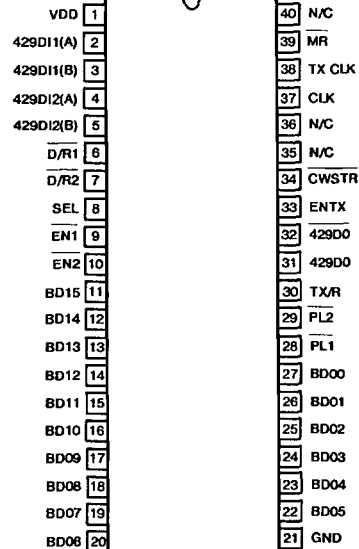 VDD 1
429DI1(A) 2
429DI1(B) 3
429DI2(A) 4
429DI2(B) 5
D/R1 6
D/R2 7
SEL 8
EN1 9
EN2 10
BD15 11
BD14 12
BD13 13
BD12 14
BD11 15
BD10 16
BD09 17
BD08 18
BD07 19
BD06 20
40 N/C
39 MR
38 TX CLK
37 CLK
36 N/C
35 N/C
34 CWSTR
33 ENTX
32 429D0
31 429D0
30 TX/R
29 PL2
28 PL1
27 BD00
26 BD01
25 BD02
24 BD03
23 BD04
22 BD05
21 GND